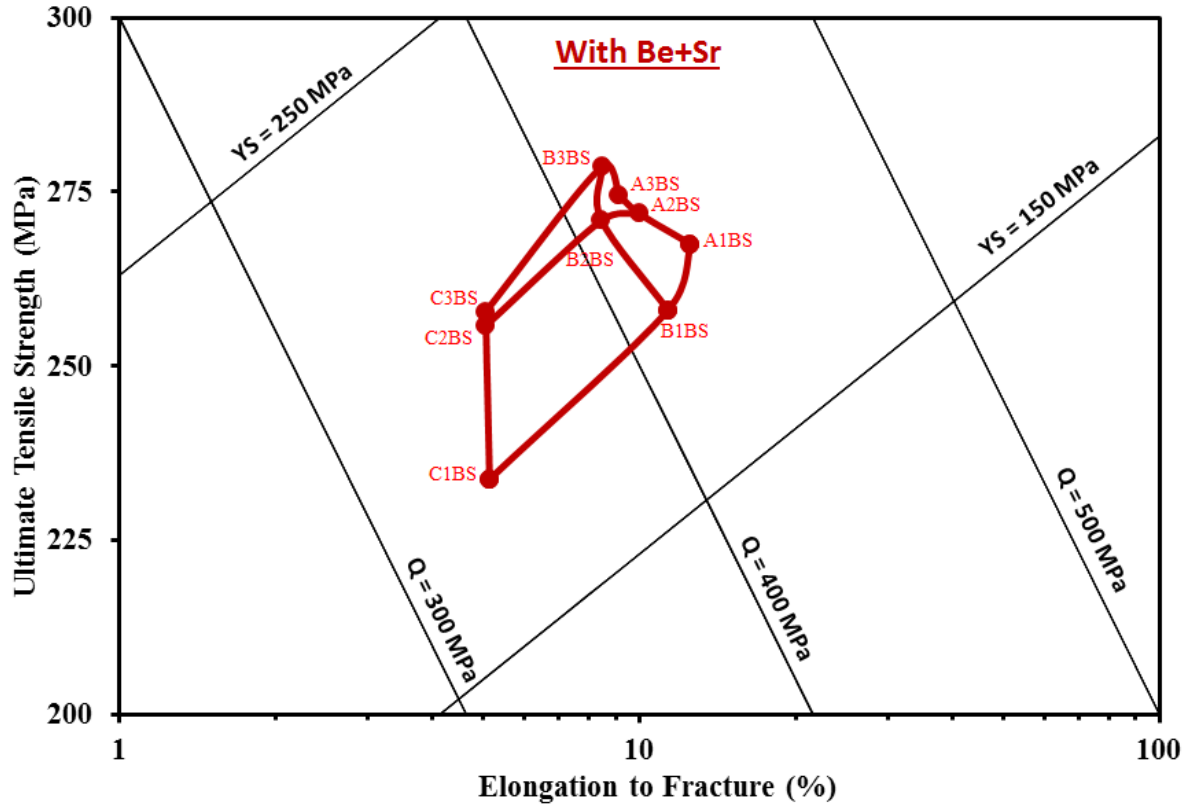 With Be+Sr
300
275
250
225
200
Ultimate Tensile Strength (MPa)
YS = 250 MPa
YS = 150 MPa
B3BS
A3BS
A2BS
A1BS
B2BS
C3BS
B1BS
C2BS
C1BS
Q = 300 MPa
Q = 400 MPa
Q = 500 MPa
1
10
100
Elongation to Fracture (%)